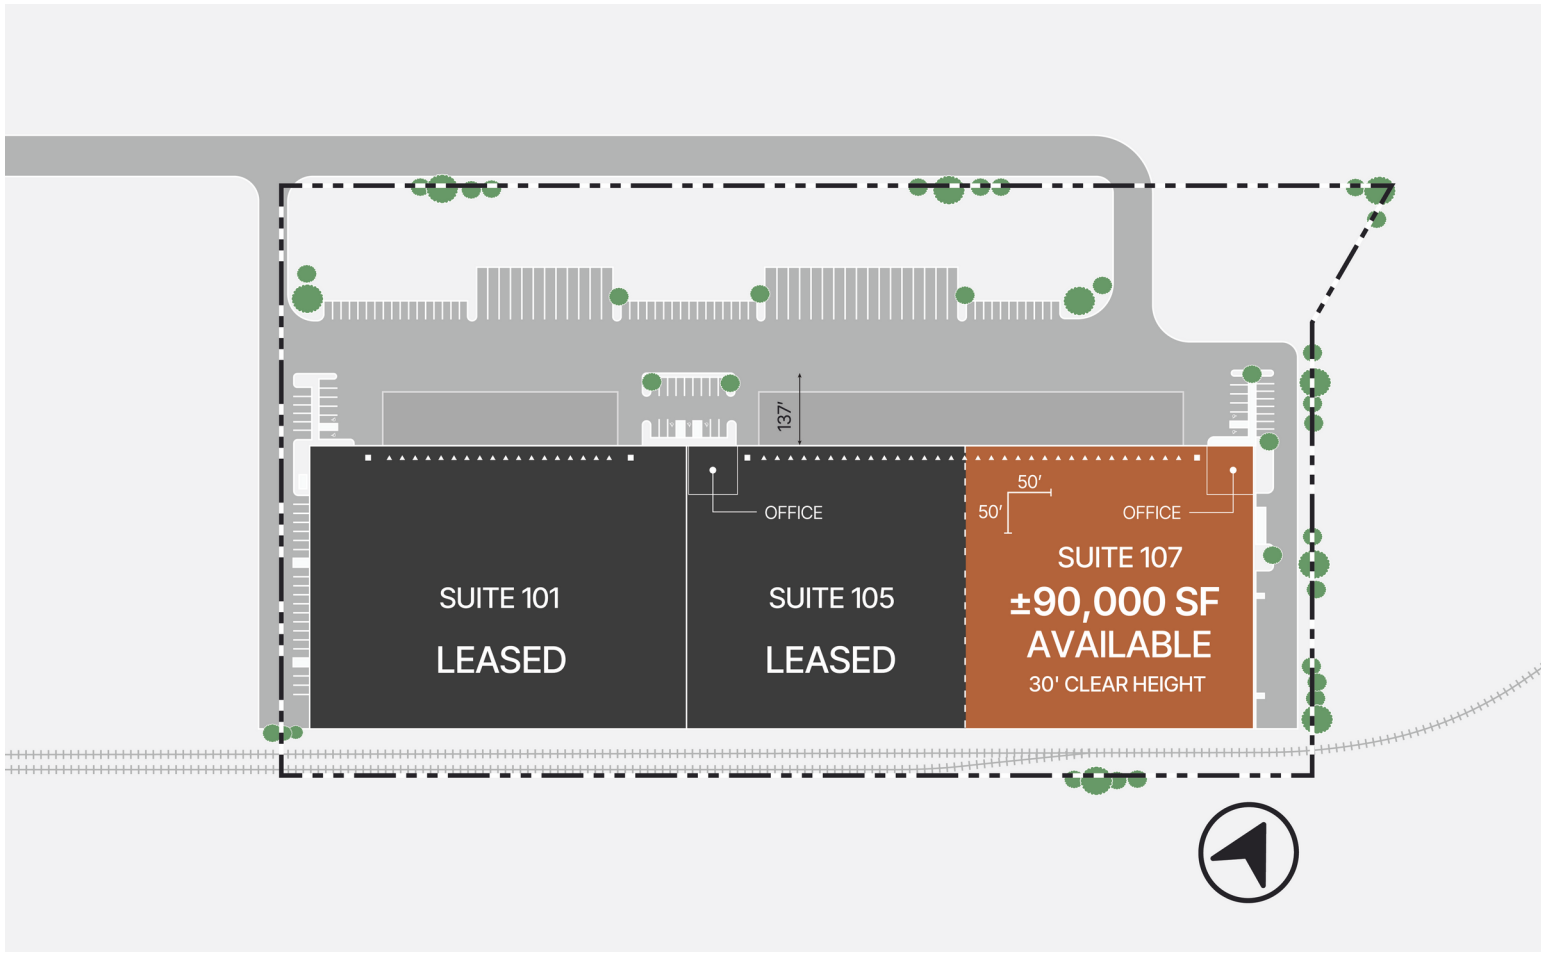 137'
OFFICE
50'
50'
OFFICE
SUITE 101
LEASED
SUITE 105
LEASED
SUITE 107
±90,000 SF
AVAILABLE
30' CLEAR HEIGHT